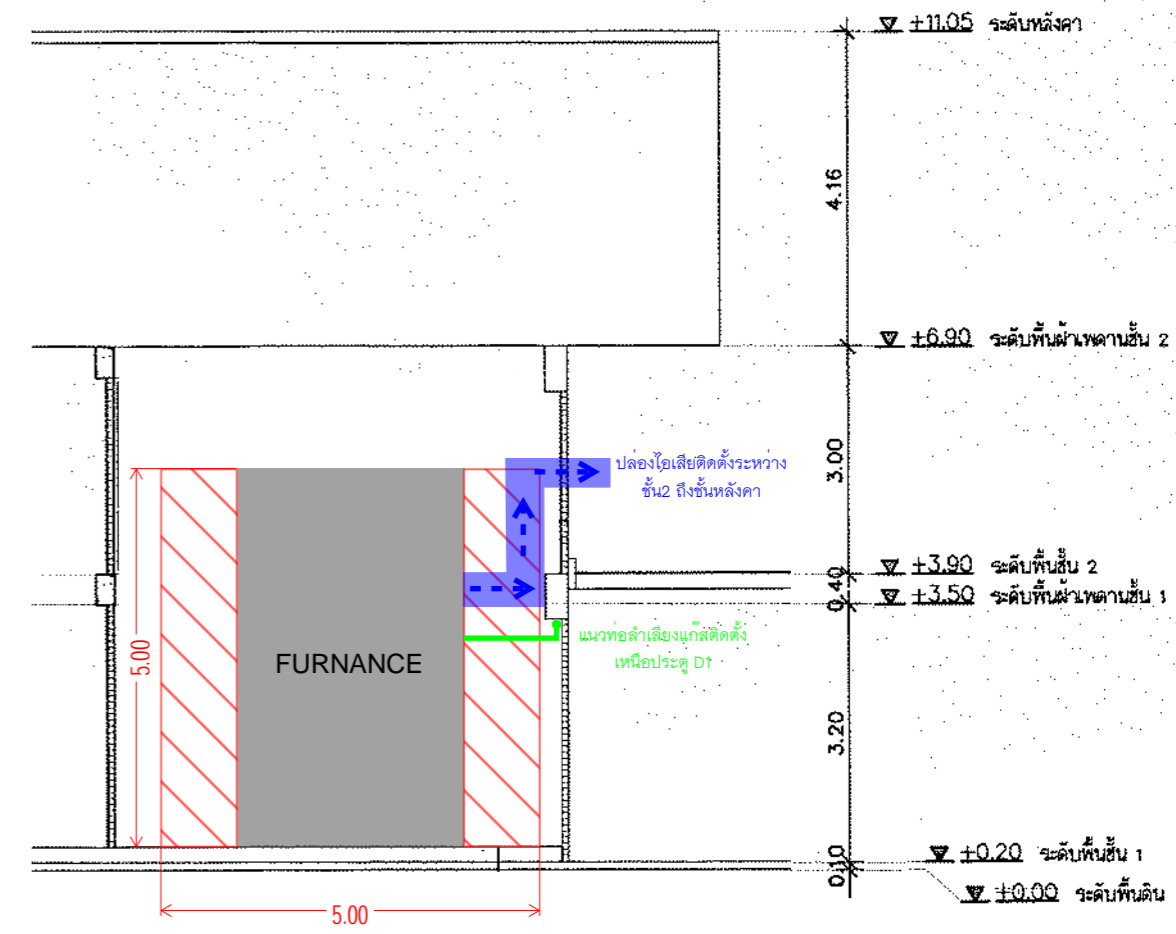 +11.05 ระดับหลังคา
4.16
+6.90 ระดับพื้นฝ้าเพดานชั้น 2
3.00
ปล่องไอเสียติดตั้งระหว่าง
ชั้น2 ถึงชั้นหลังคา
+3.90 ระดับพื้นชั้น 2
0.40
+3.50 ระดับพื้นฝ้าเพดานชั้น 1
แนวท่อลำเลียงแก๊สติดตั้ง
เหนือประตู D1
5.00
FURNANCE
3.20
+0.20 ระดับพื้นชั้น 1
0.10
+0.00 ระดับพื้นดิน
5.00